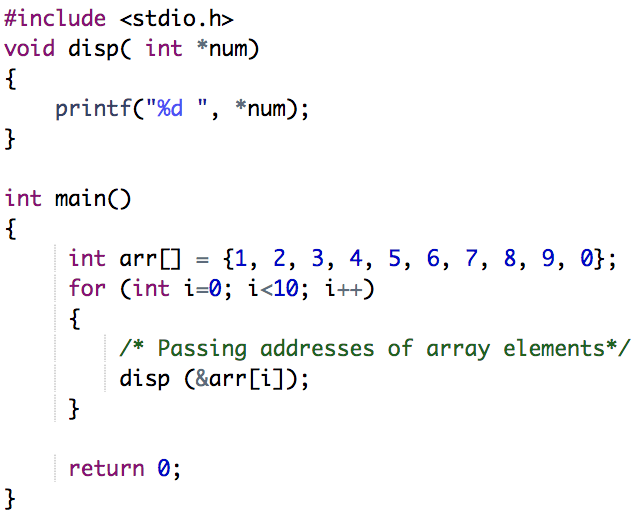 #include <stdio.h>
void disp( int *num)
{
    printf("%d ", *num);
}

int main()
{
     int arr[] = {1, 2, 3, 4, 5, 6, 7, 8, 9, 0};
     for (int i=0; i<10; i++)
     {
         /* Passing addresses of array elements*/
         disp (&arr[i]);
     }

     return 0;
}